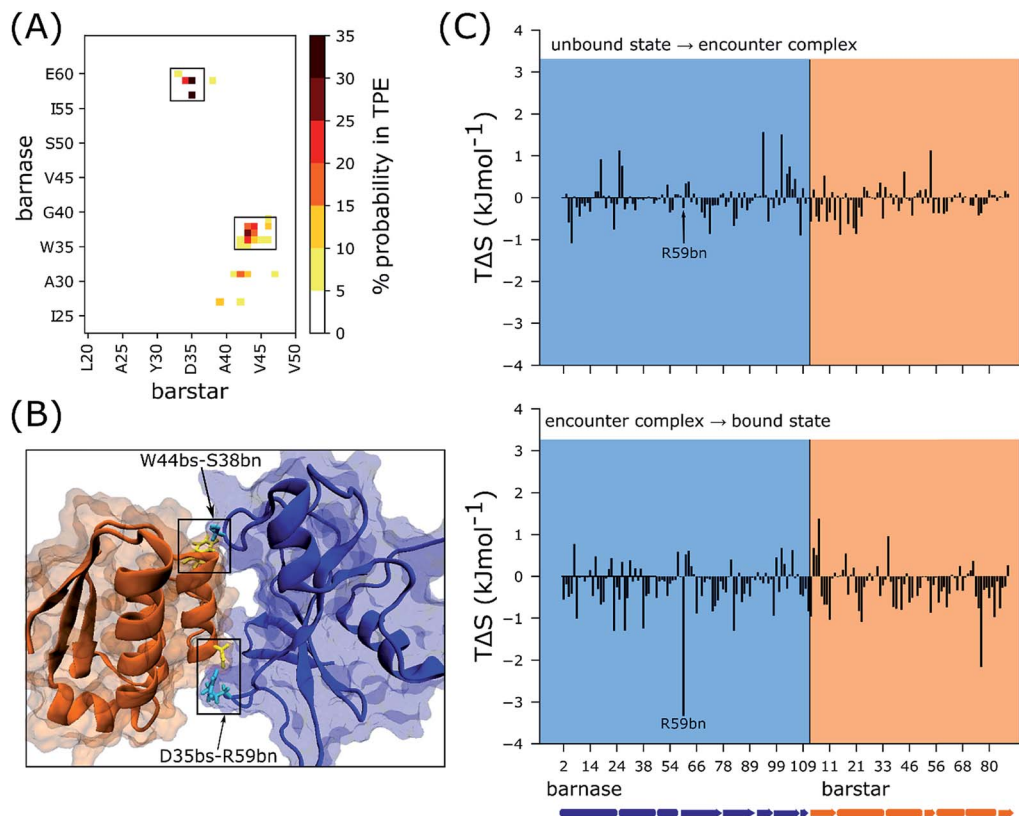 (A)
E60
I55
S50
V45
G40
W35
A30
I25
barnase
L20
A25
Y30
D35
A40
V45
V50
barstar
35
30
25
20
15
10
5
0
% probability in TPE
(B)
W44bs-S38bn
D35bs-R59bn
(C)
4
3
2
1
0
−1
−2
−3
−4
TΔS (kJmol⁻¹)
unbound state → encounter complex
R59bn
4
3
2
1
0
−1
−2
−3
−4
TΔS (kJmol⁻¹)
encounter complex → bound state
R59bn
2 14 26 38 54 66 77 89 99 109 11 21 33 46 56 68 80
barnase barstar